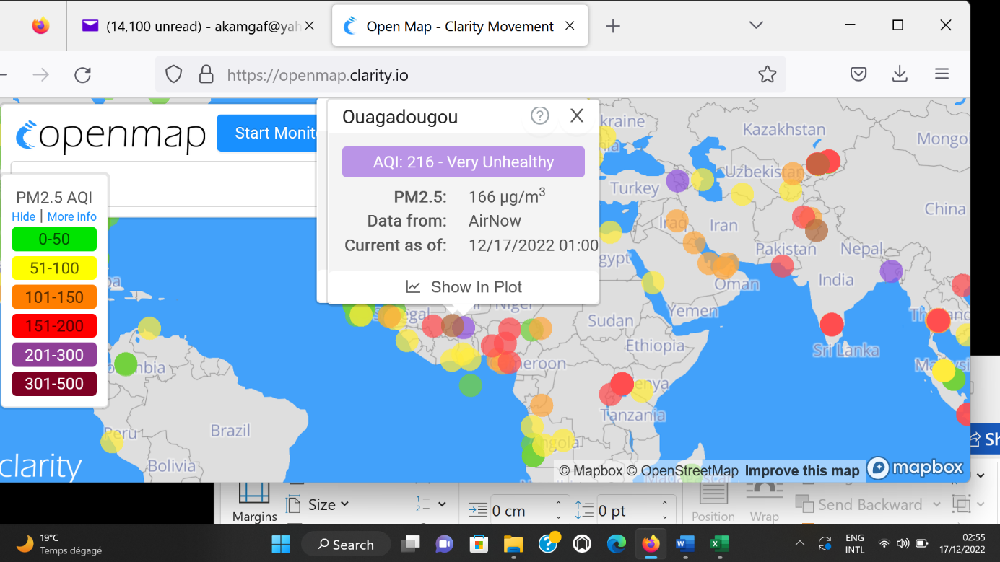 (14,100 unread) - akamgaf@yah
Open Map - Clarity Movement
https://openmap.clarity.io
openmap
Start Monito
Ouagadougou
?
AQI: 216 - Very Unhealthy
PM2.5: 166 µg/m³
Data from: AirNow
Current as of: 12/17/2022 01:00
Show In Plot
PM2.5 AQI
Hide | More info
0-50
51-100
101-150
151-200
201-300
301-500
kraine
Kazakhstan
Mongo
Uzbekistan
Turkey
China
Iraq
Iran
Pakistan
Nepal
gypt
India
Oman
Niger
Sudan
Yemen
Ethiopia
Sri Lanka
meroon
enya
Tanzania
ngola
mbia
Peru
Brazil
Bolivia
clarity
© Mapbox © OpenStreetMap Improve this map
mapbox
Sh
Margins
Size
0 cm
0 pt
Position
Wrap
Send Backward
19°C
Temps dégagé
Search
ENG
INTL
02:55
17/12/2022